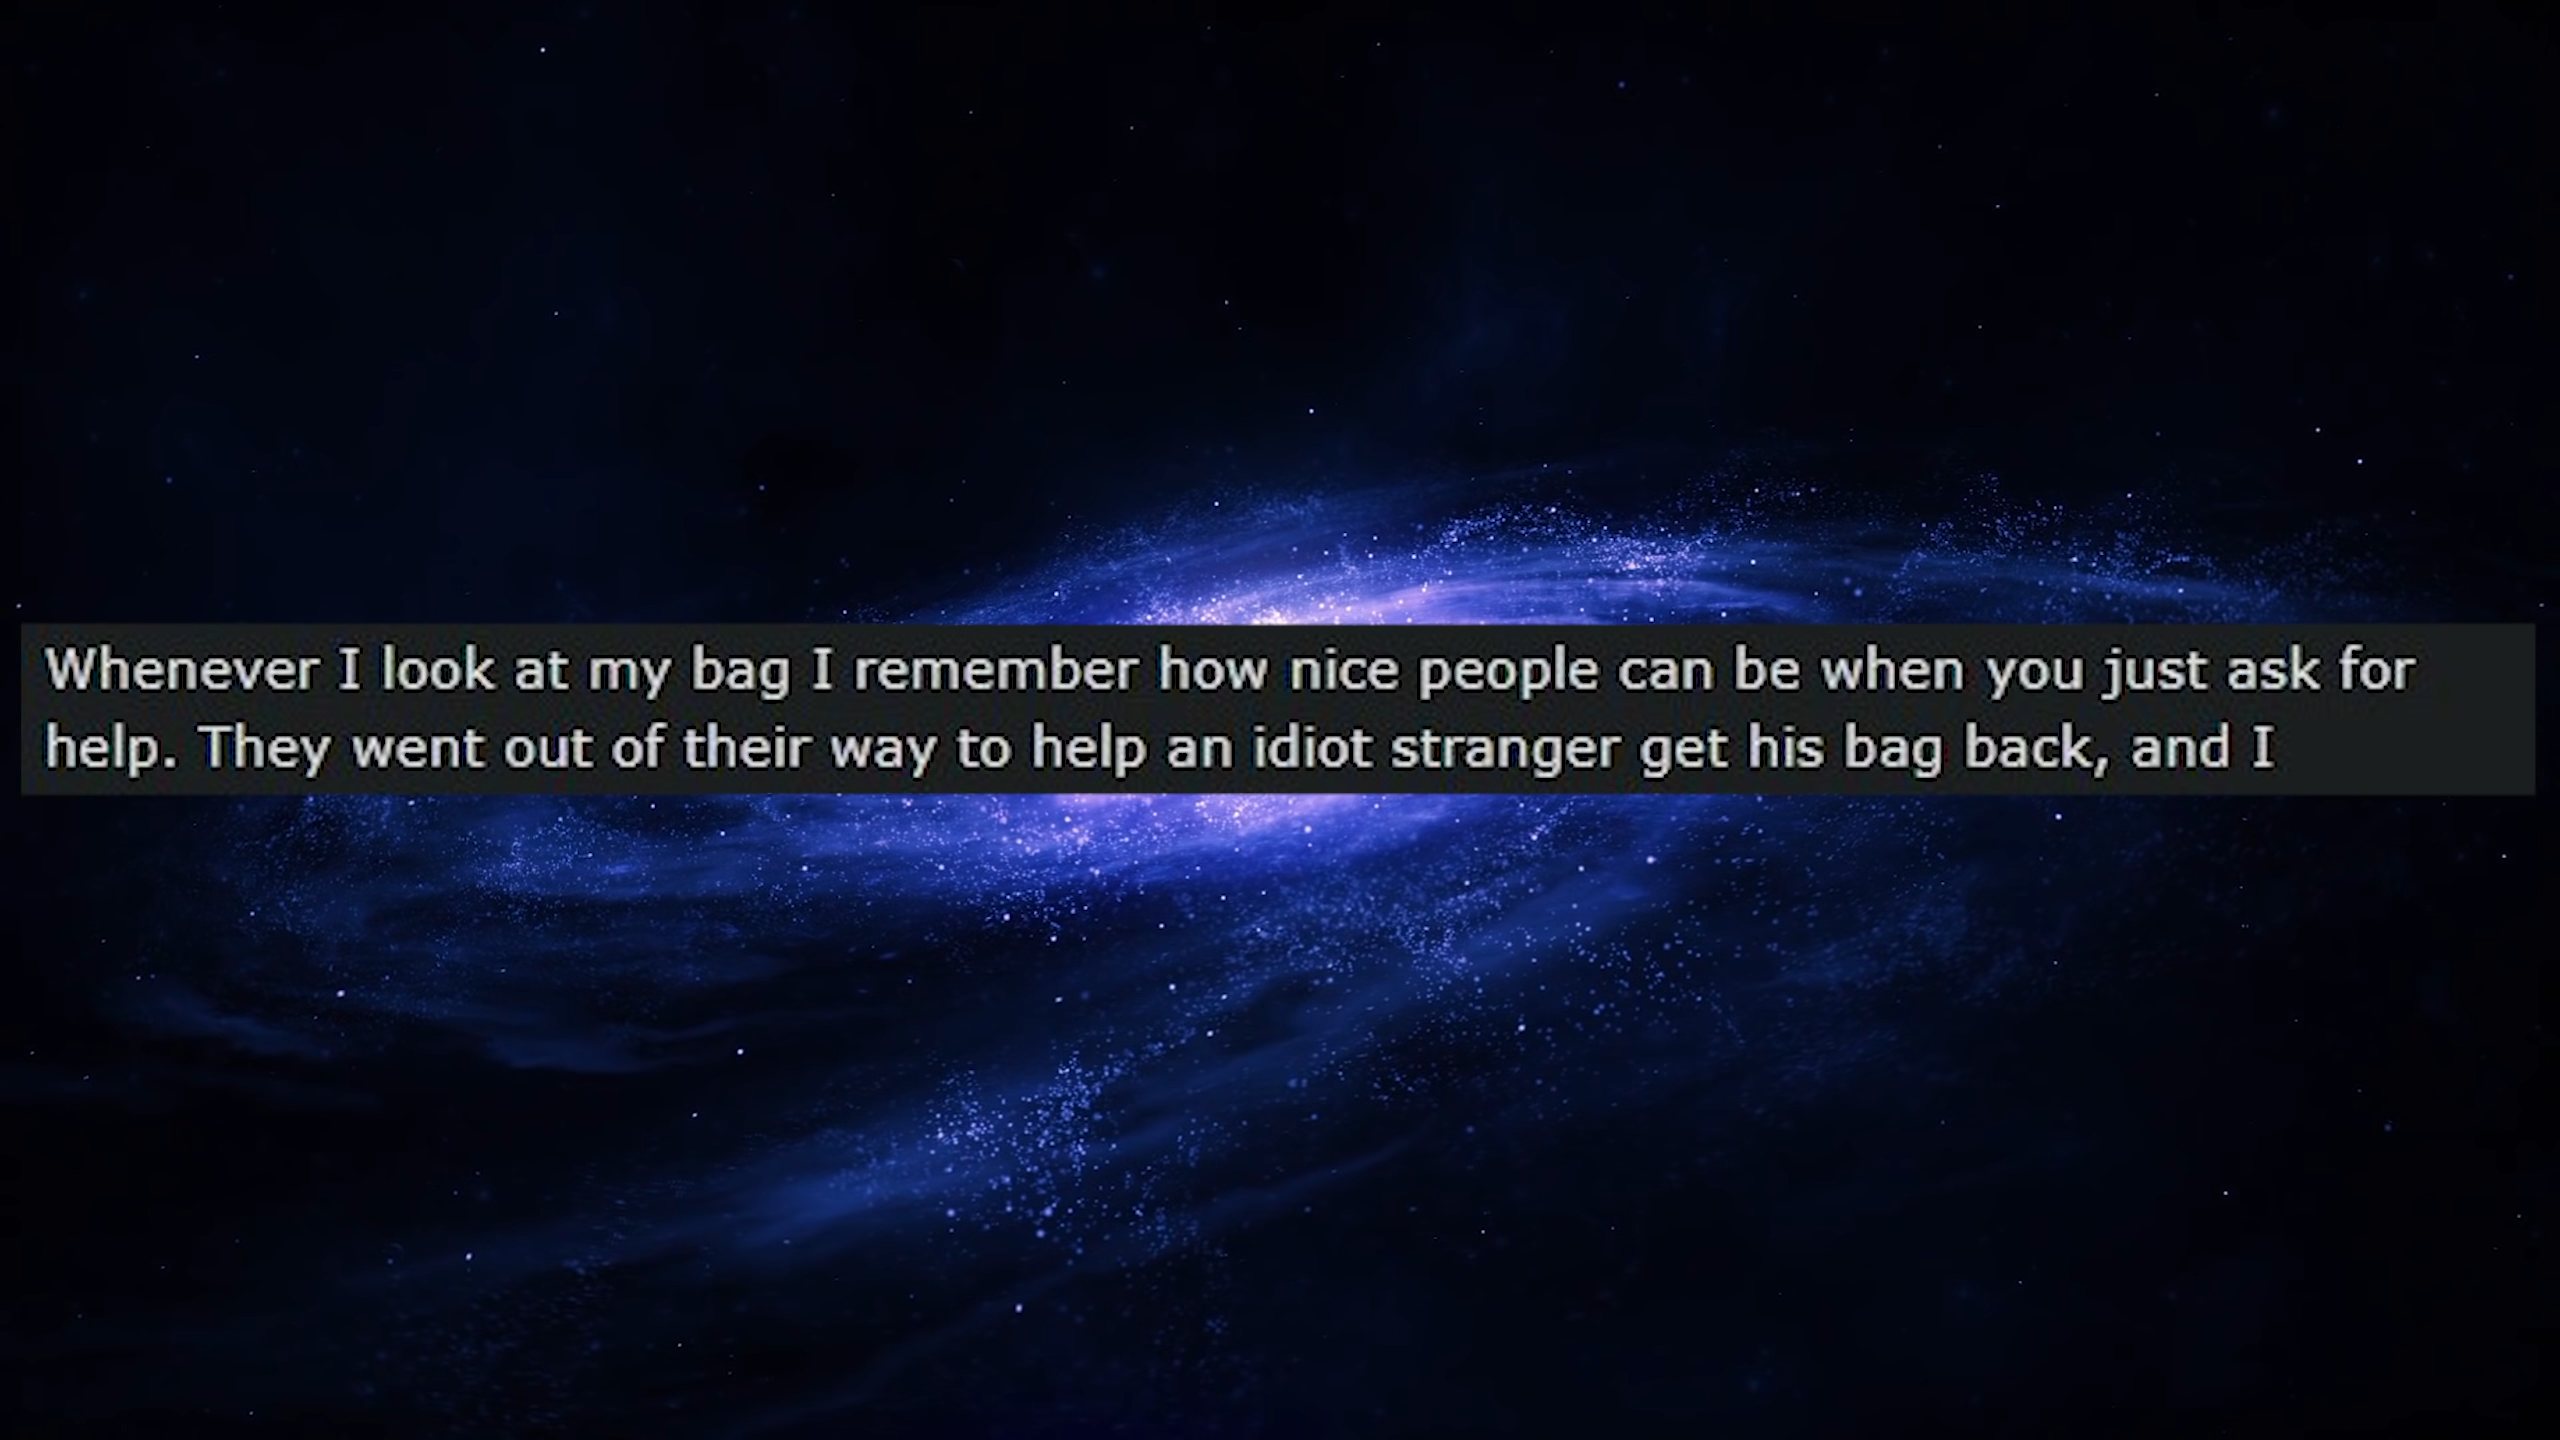 Whenever I look at my bag I remember how nice people can be when you just ask for
help. They went out of their way to help an idiot stranger get his bag back, and I